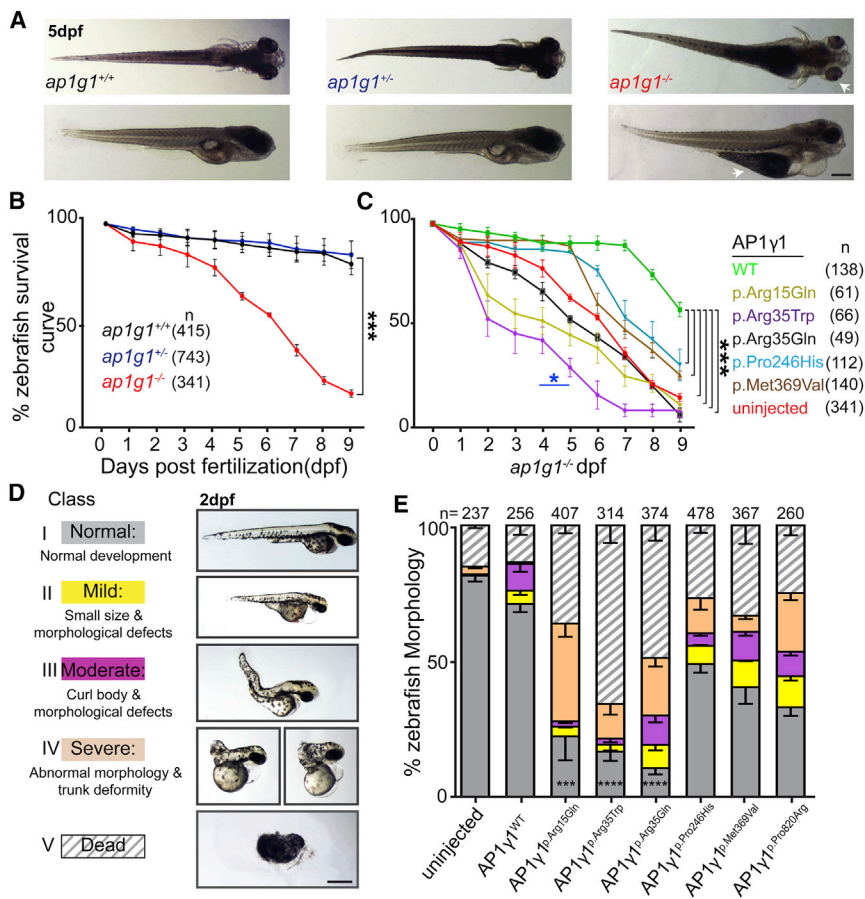 A
5dpf
ap1g1+/+
ap1g1+/-
ap1g1-/-
B
100
50
0
% zebrafish survival
curve
n
ap1g1+/+ (415)
ap1g1+/- (743)
ap1g1-/- (341)
***
0 1 2 3 4 5 6 7 8 9
Days post fertilization(dpf)
C
100
50
0
*
***
0 1 2 3 4 5 6 7 8 9
ap1g1-/- dpf
AP1γ1 n
WT (138)
p.Arg15Gln (61)
p.Arg35Trp (66)
p.Arg35Gln (49)
p.Pro246His (112)
p.Met369Val (140)
uninjected (341)
D
Class
2dpf
I Normal:
Normal development
II Mild:
Small size &
morphological defects
III Moderate:
Curl body &
morphological defects
IV Severe:
Abnormal morphology &
trunk deformity
V Dead
E
n= 237 256 407 314 374 478 367 260
100
50
0
% zebrafish Morphology
*** **** ****
uninjected
AP1γ1WT
AP1γ1p.Arg15Gln
AP1γ1p.Arg35Trp
AP1γ1p.Arg35Gln
AP1γ1p.Pro246His
AP1γ1p.Met369Val
AP1γ1p.Pro820Arg